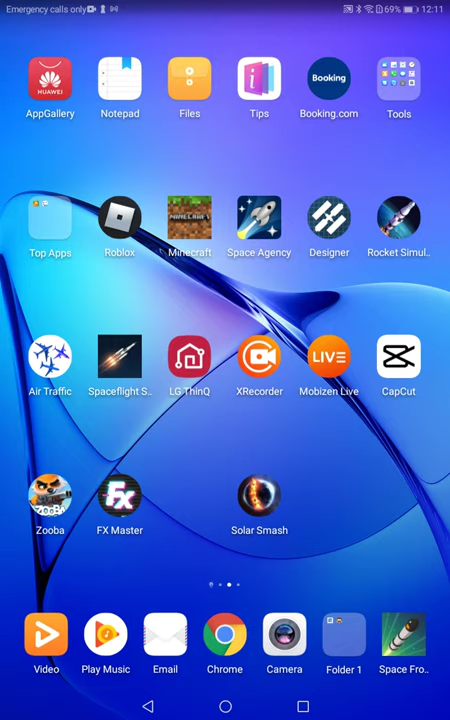 Emergency calls only
69% 12:11
HUAWEI
Booking
AppGallery Notepad Files Tips Booking.com Tools
MINECRAFT
Top Apps Roblox Minecraft Space Agency Designer Rocket Simul..
LIVE
Air Traffic Spaceflight S.. LG ThinQ XRecorder Mobizen Live CapCut
ZOOBA
FX
Zooba FX Master Solar Smash
Video Play Music Email Chrome Camera Folder 1 Space Fro..